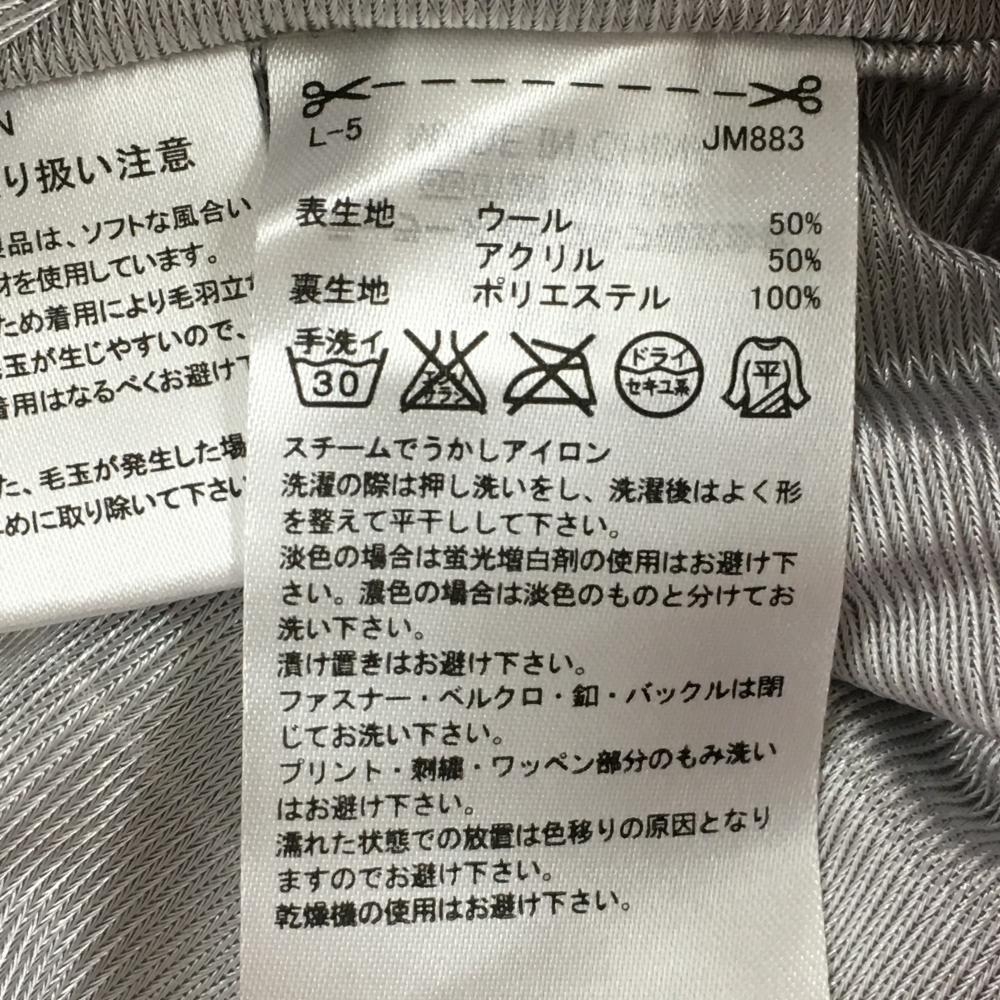 N
り扱い注意
製品は、ソフトな風合い
材を使用しています。
ため着用により毛羽立ち
毛玉が生じやすいので、
着用はなるべくお避け下
た、毛玉が発生した場
めに取り除いて下さい
L-5 JM883
表生地 ウール 50%
アクリル 50%
裏生地 ポリエステル 100%
手洗イ 30 エンソ サラシ ドライ セキユ系 平
スチームでうかしアイロン
洗濯の際は押し洗いをし、洗濯後はよく形
を整えて平干しして下さい。
淡色の場合は蛍光増白剤の使用はお避け下
さい。濃色の場合は淡色のものと分けてお
洗い下さい。
漬け置きはお避け下さい。
ファスナー・ベルクロ・釦・バックルは閉
じてお洗い下さい。
プリント・刺繍・ワッペン部分のもみ洗い
はお避け下さい。
濡れた状態での放置は色移りの原因となり
ますのでお避け下さい。
乾燥機の使用はお避け下さい。